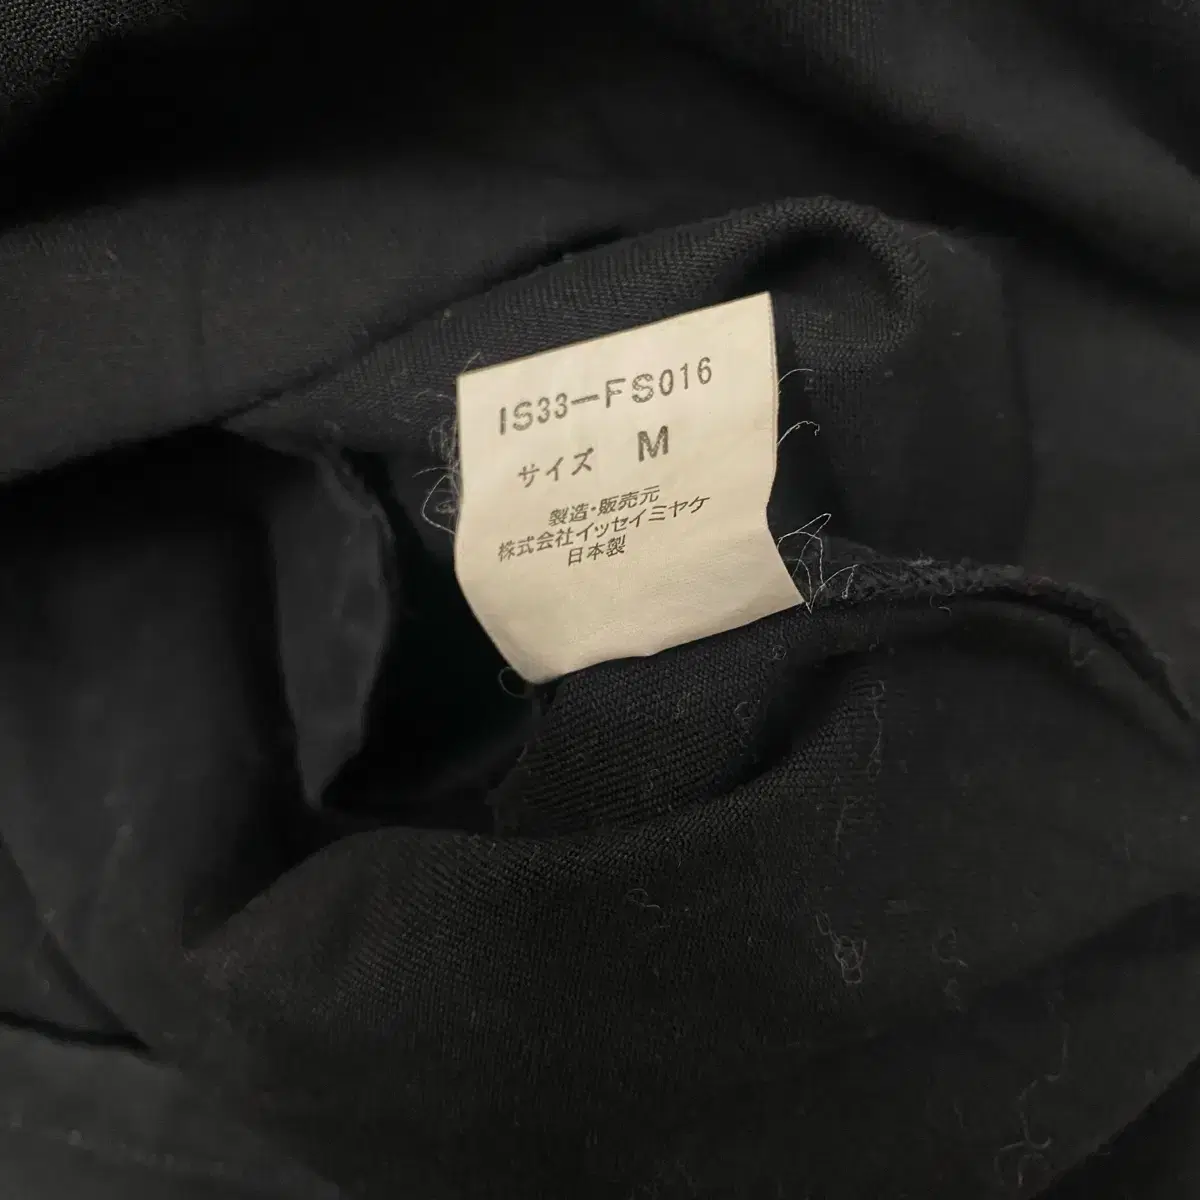 IS33-FS016
サイズ M
製造・販売元
株式会社イッセイミヤケ
日本製